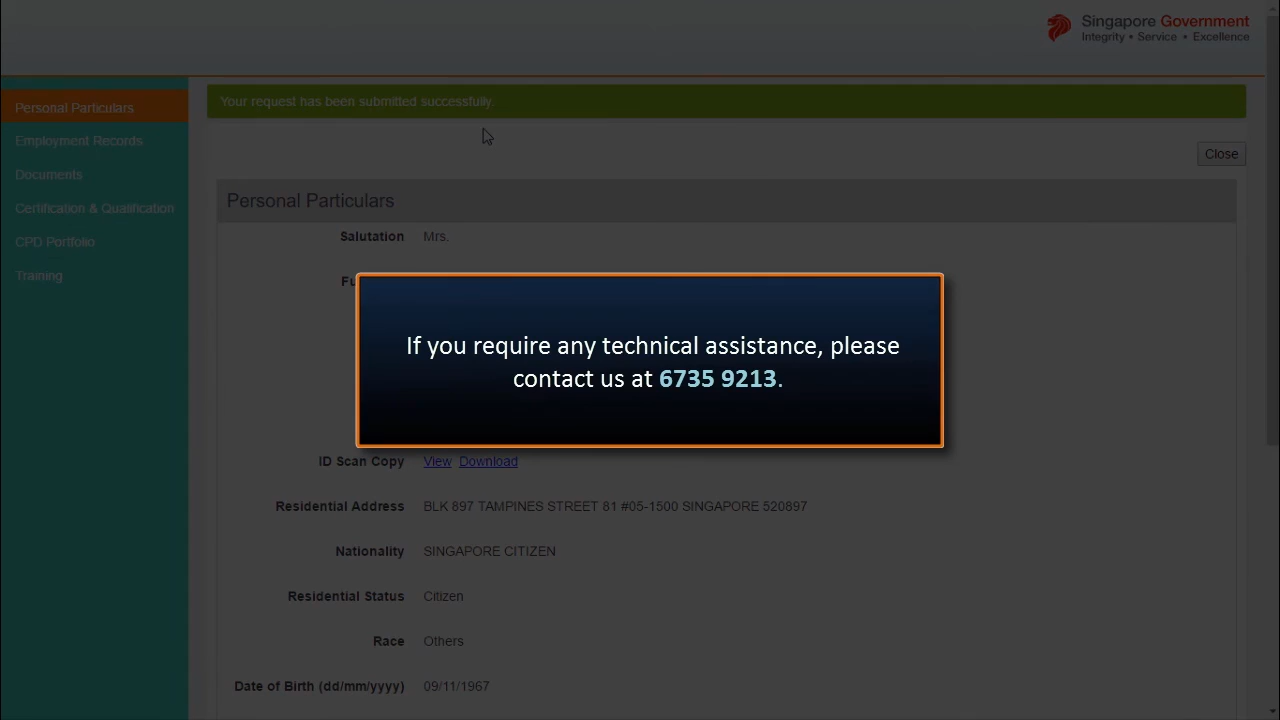 Singapore Government
Integrity • Service • Excellence
Personal Particulars
Employment Records
Documents
Certification & Qualification
CPD Portfolio
Training
Your request has been submitted successfully.
Close
Personal Particulars
Salutation Mrs.
Fu
If you require any technical assistance, please
contact us at 6735 9213.
ID Scan Copy View Download
Residential Address BLK 897 TAMPINES STREET 81 #05-1500 SINGAPORE 520897
Nationality SINGAPORE CITIZEN
Residential Status Citizen
Race Others
Date of Birth (dd/mm/yyyy) 09/11/1967